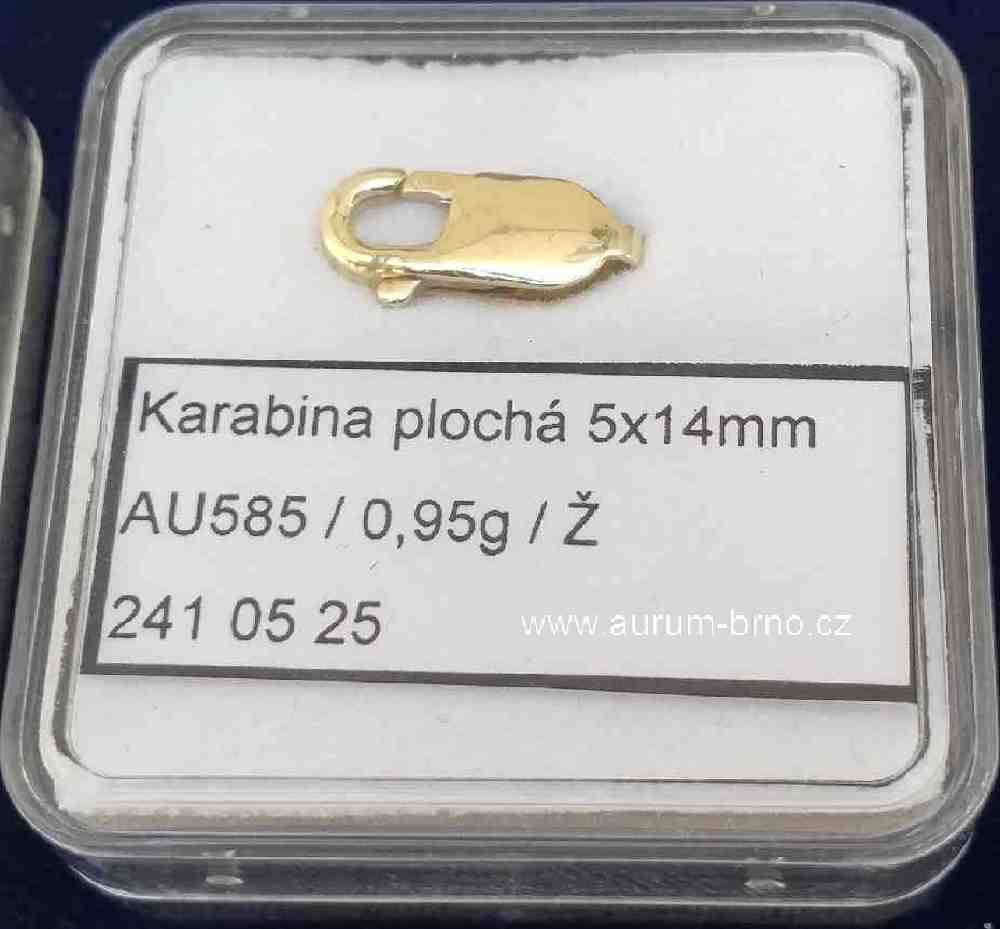 Karabina plochá 5x14mm
AU585 / 0,95g / Ž
241 05 25
www.aurum-brno.cz